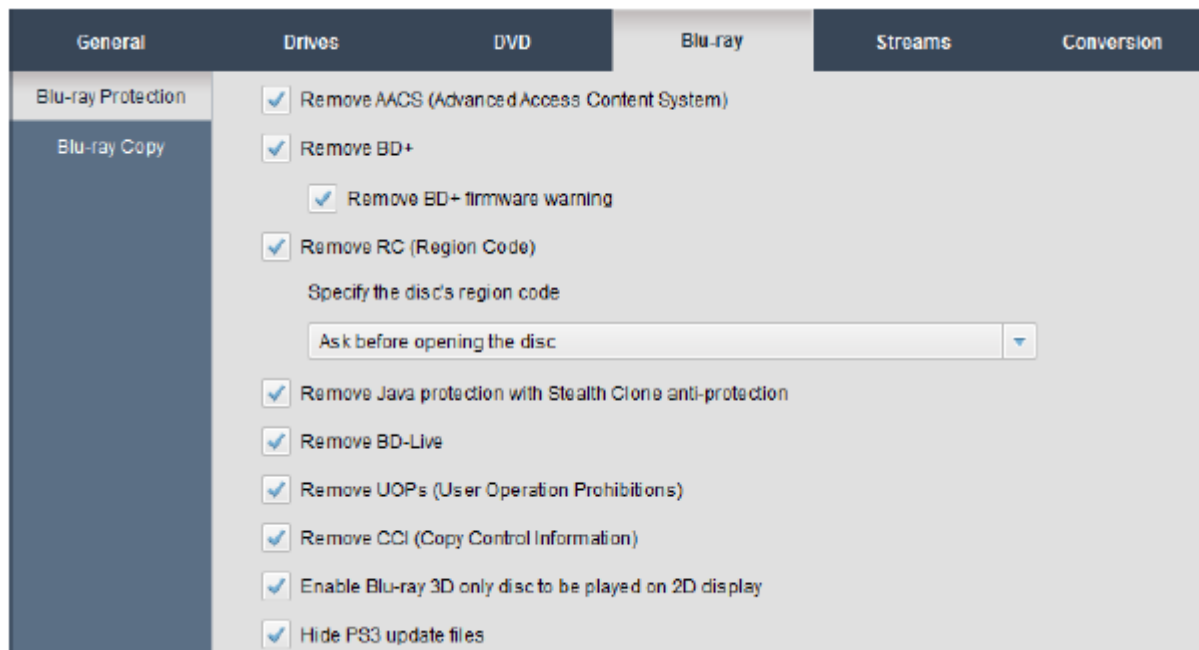 General Drives DVD Blu-ray Streams Conversion
Blu-ray Protection
Blu-ray Copy
Remove AACS (Advanced Access Content System)
Remove BD+
Remove BD+ firmware warning
Remove RC (Region Code)
Specify the disc's region code
Ask before opening the disc
Remove Java protection with Stealth Clone anti-protection
Remove BD-Live
Remove UOPs (User Operation Prohibitions)
Remove CCI (Copy Control Information)
Enable Blu-ray 3D only disc to be played on 2D display
Hide PS3 update files